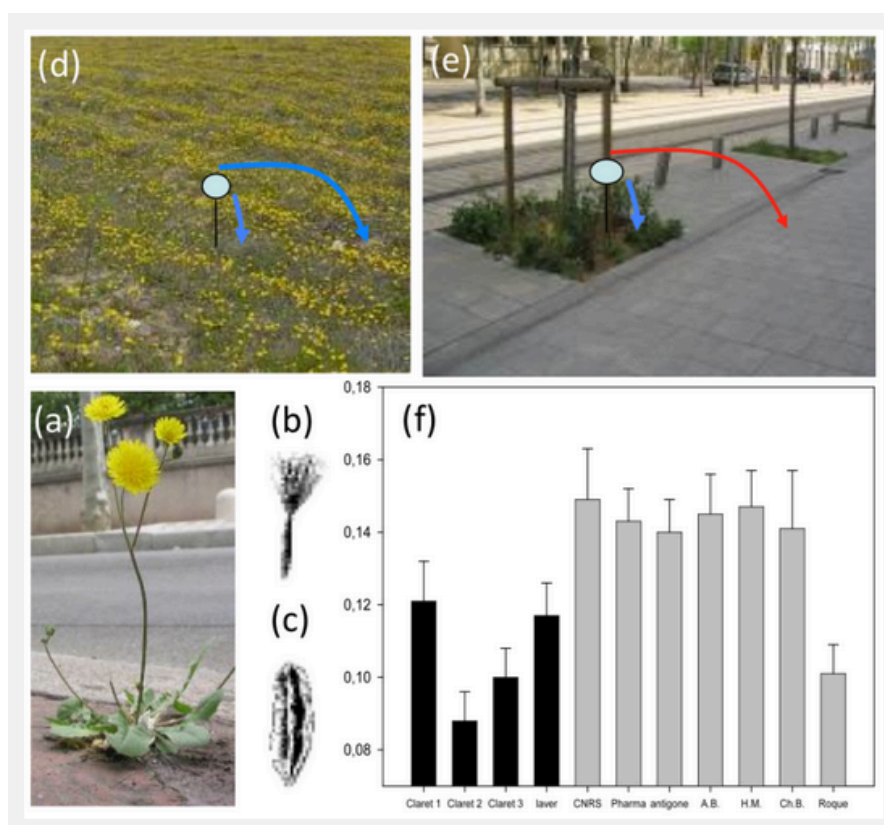 (d)
(e)
(a)
(b)
(c)
(f)
0,18
0,16
0,14
0,12
0,10
0,08
Claret 1 Claret 2 Claret 3 laver CNRS Pharma antigone A.B. H.M. Ch.B. Roque